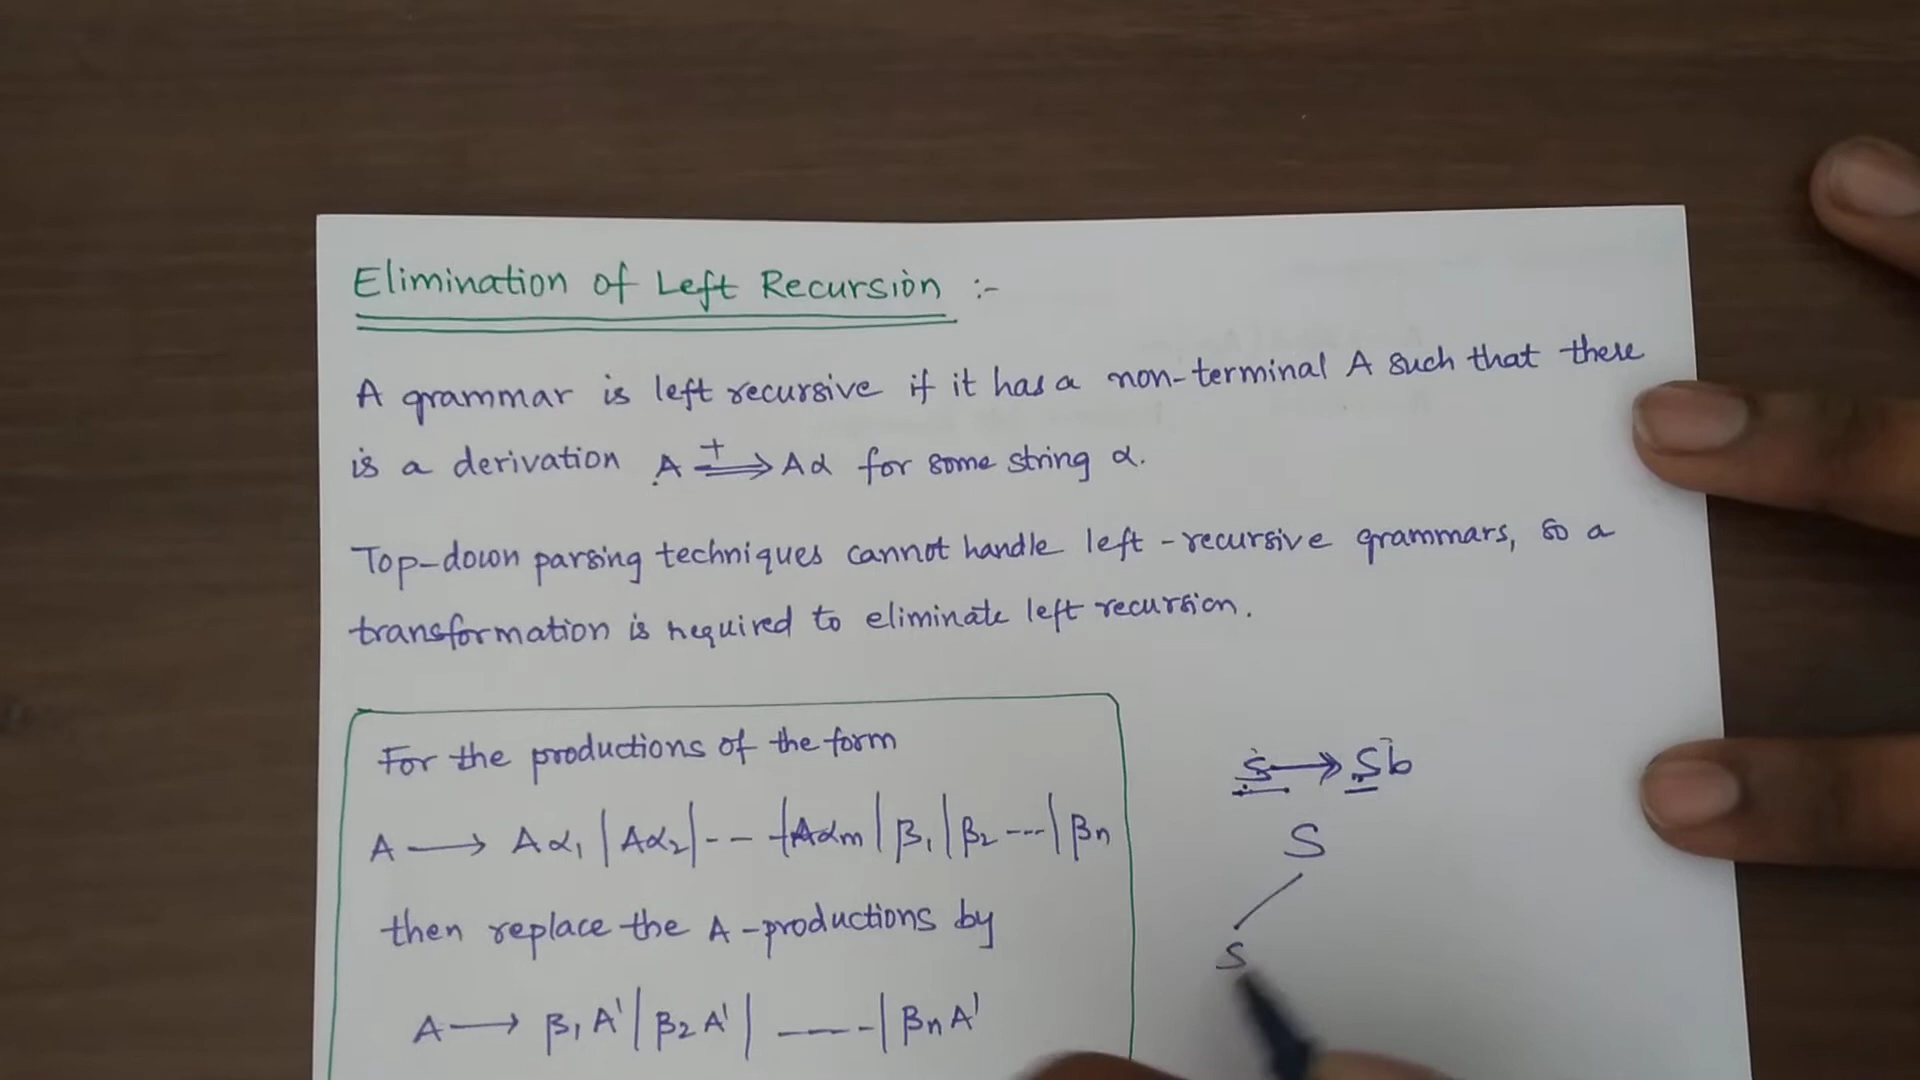 Elimination of Left Recursion :-
A grammar is left recursive if it has a non-terminal A such that there
is a derivation A =+=> Aα for some string α.
Top-down parsing techniques cannot handle left-recursive grammars, so a
transformation is required to eliminate left recursion.
For the productions of the form
A → Aα₁ | Aα₂ | -- | Aαm | β₁ | β₂ --- | βn
then replace the A-productions by
A → β₁ A' | β₂ A' | ---- | βn A'
S → Sb
S
S